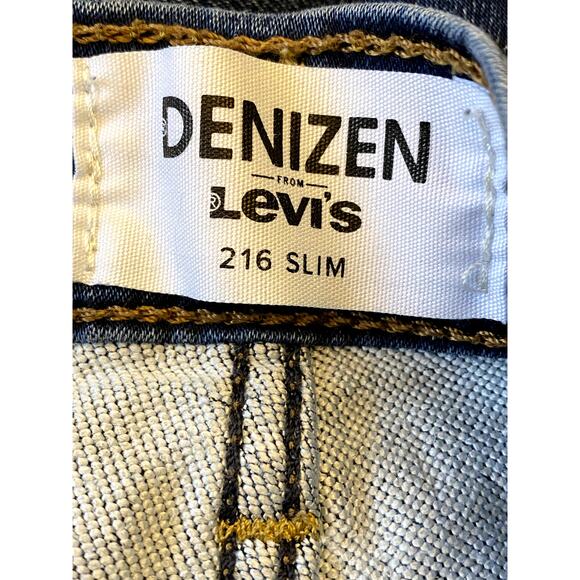 ®DENIZEN
FROM
®Levi's
216 SLIM